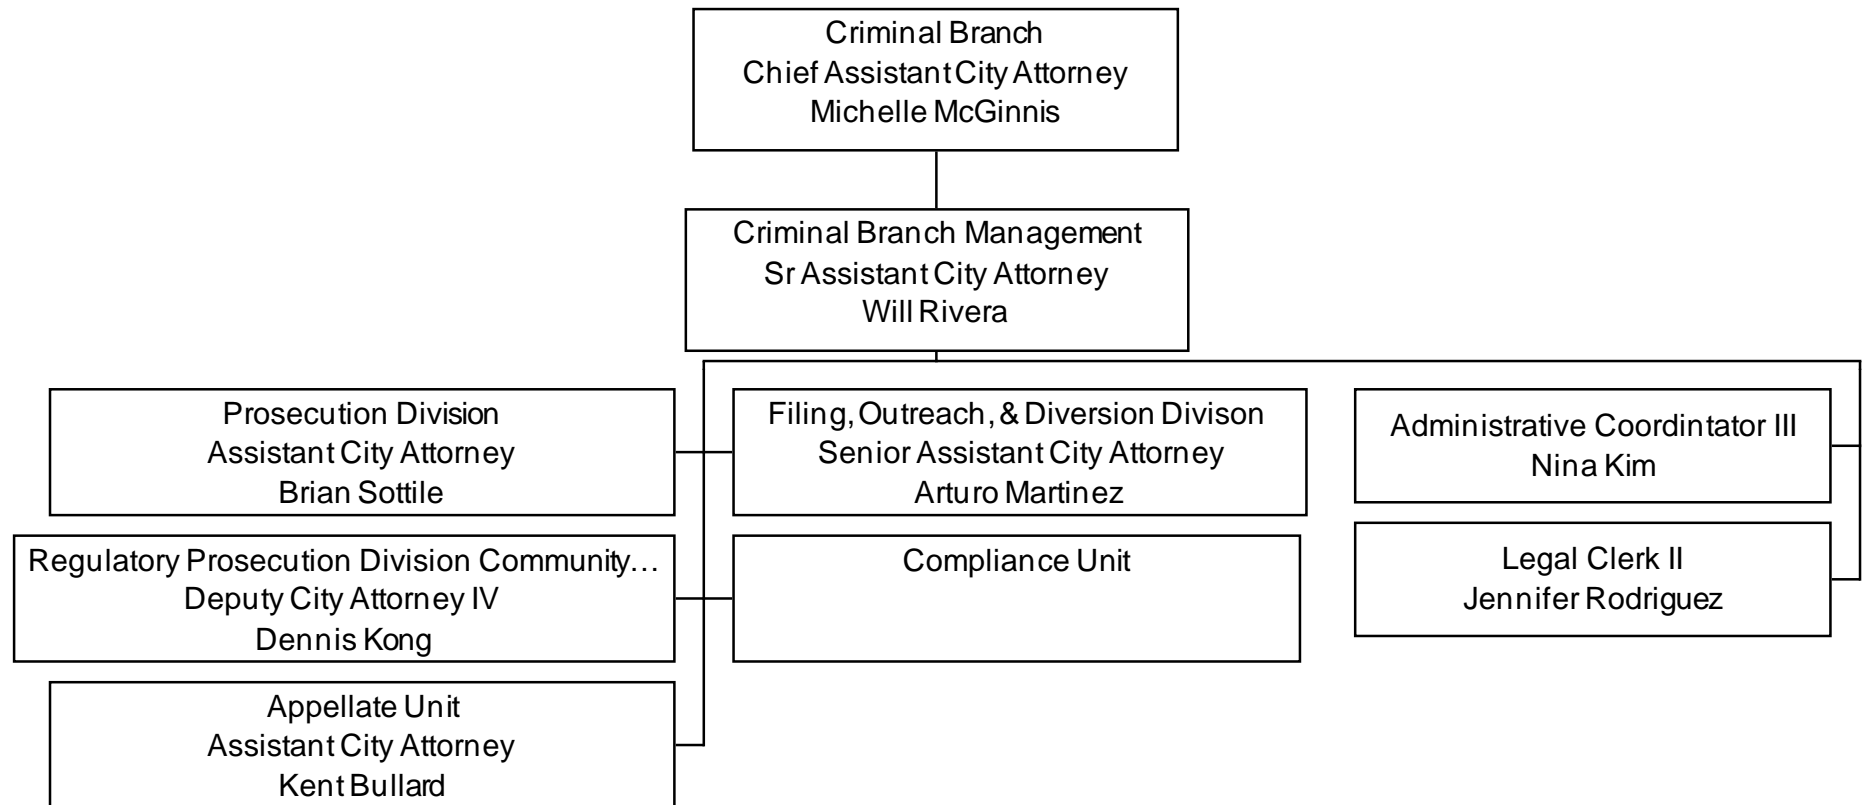 Criminal Branch
Chief Assistant City Attorney
Michelle McGinnis
Criminal Branch Management
Sr Assistant City Attorney
Will Rivera
Prosecution Division
Assistant City Attorney
Brian Sottile
Filing, Outreach, & Diversion Divison
Senior Assistant City Attorney
Arturo Martinez
Administrative Coordintator III
Nina Kim
Regulatory Prosecution Division Community…
Deputy City Attorney IV
Dennis Kong
Compliance Unit
Legal Clerk II
Jennifer Rodriguez
Appellate Unit
Assistant City Attorney
Kent Bullard